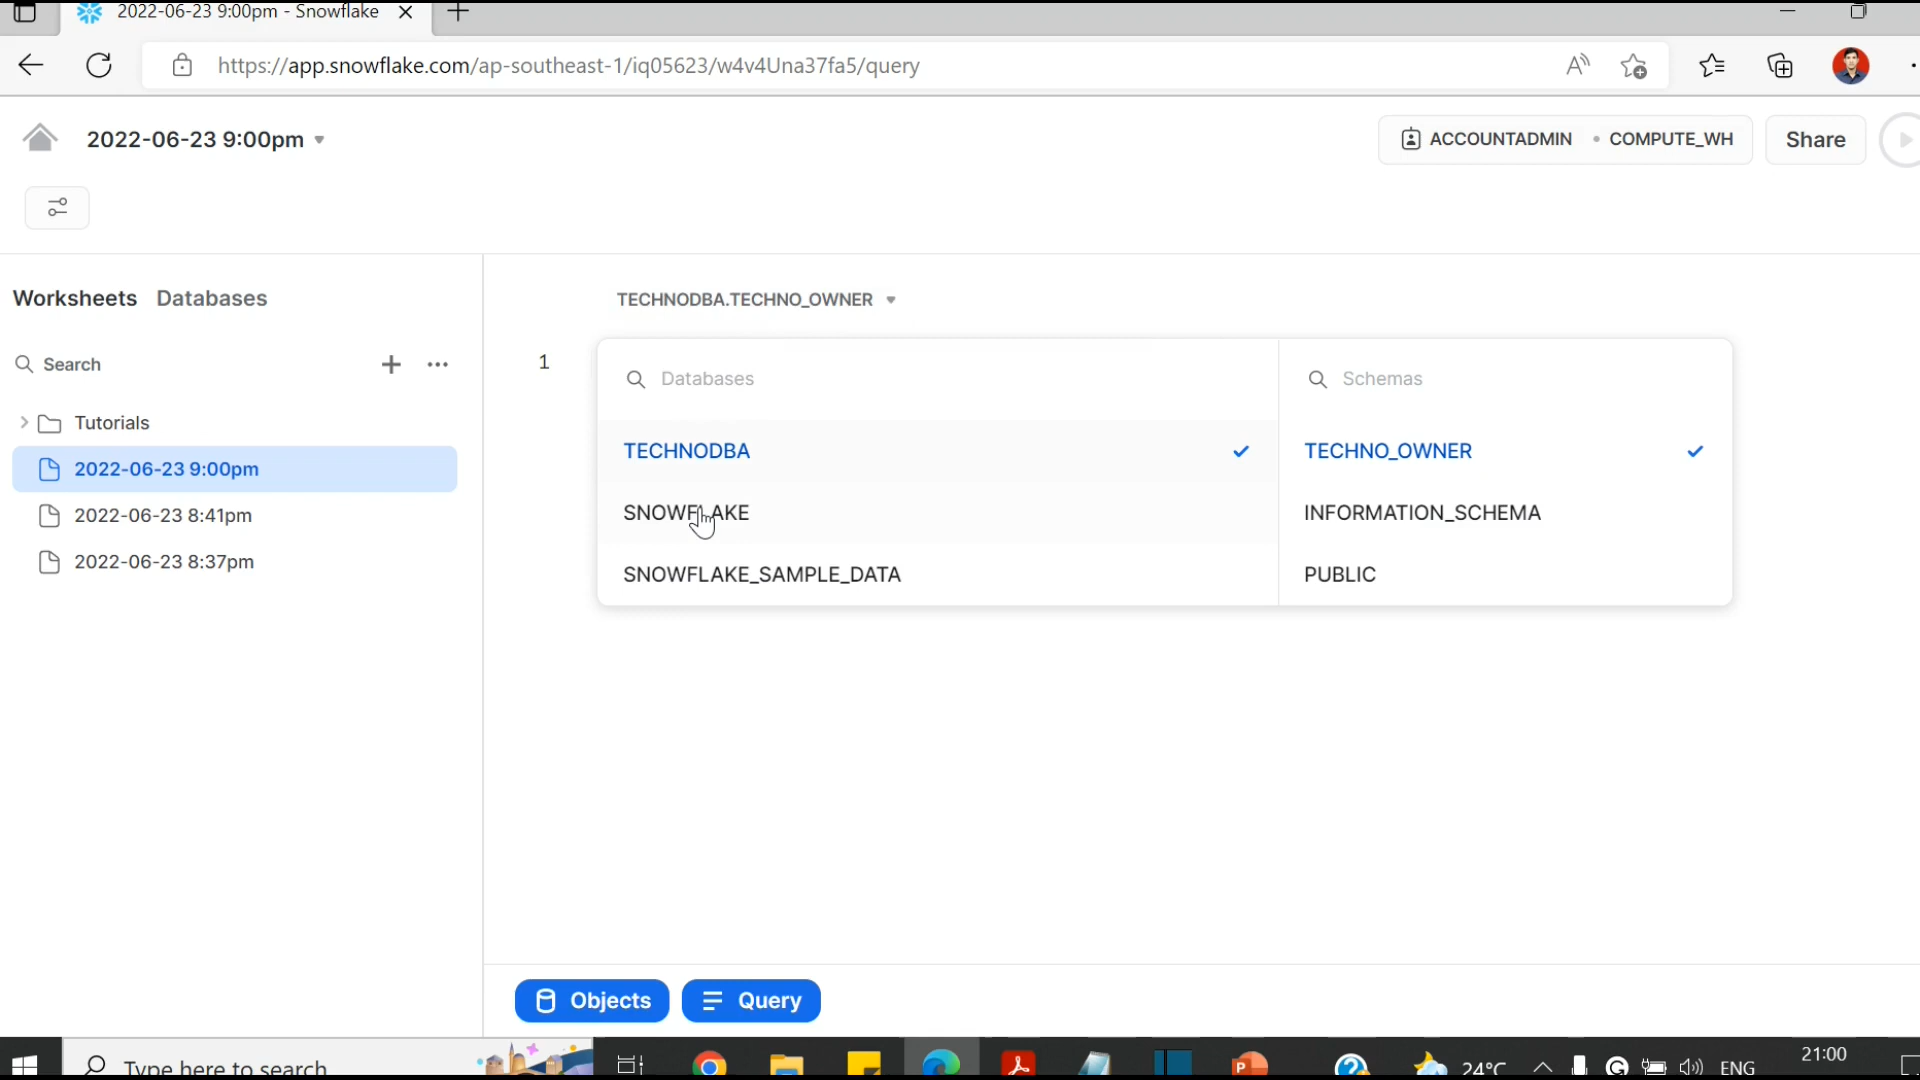 2022-06-23 9:00pm - Snowflake
https://app.snowflake.com/ap-southeast-1/iq05623/w4v4Una37fa5/query
2022-06-23 9:00pm
ACCOUNTADMIN • COMPUTE_WH
Share
Worksheets Databases
TECHNODBA.TECHNO_OWNER
Search
1
Databases
Schemas
Tutorials
TECHNODBA
TECHNO_OWNER
2022-06-23 9:00pm
SNOWFLAKE
INFORMATION_SCHEMA
2022-06-23 8:41pm
SNOWFLAKE_SAMPLE_DATA
PUBLIC
2022-06-23 8:37pm
Objects
Query
Type here to search
24°C
ENG
21:00